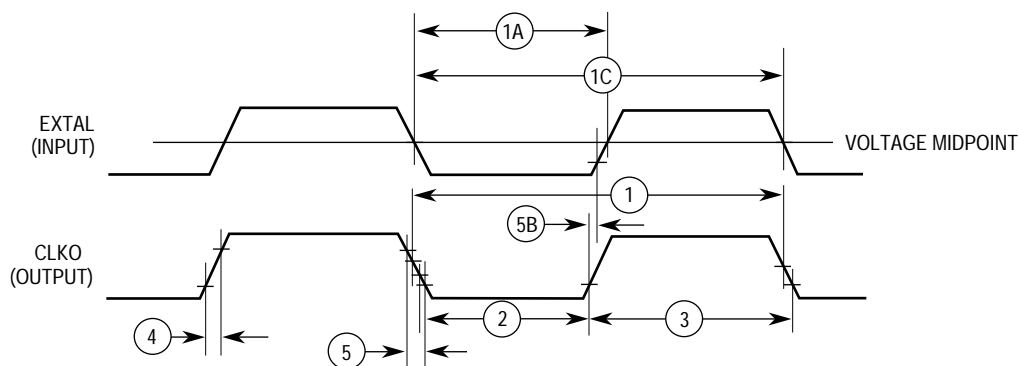 1A
1C
EXTAL
(INPUT)
VOLTAGE MIDPOINT
1
5B
CLKO
(OUTPUT)
2
3
4
5